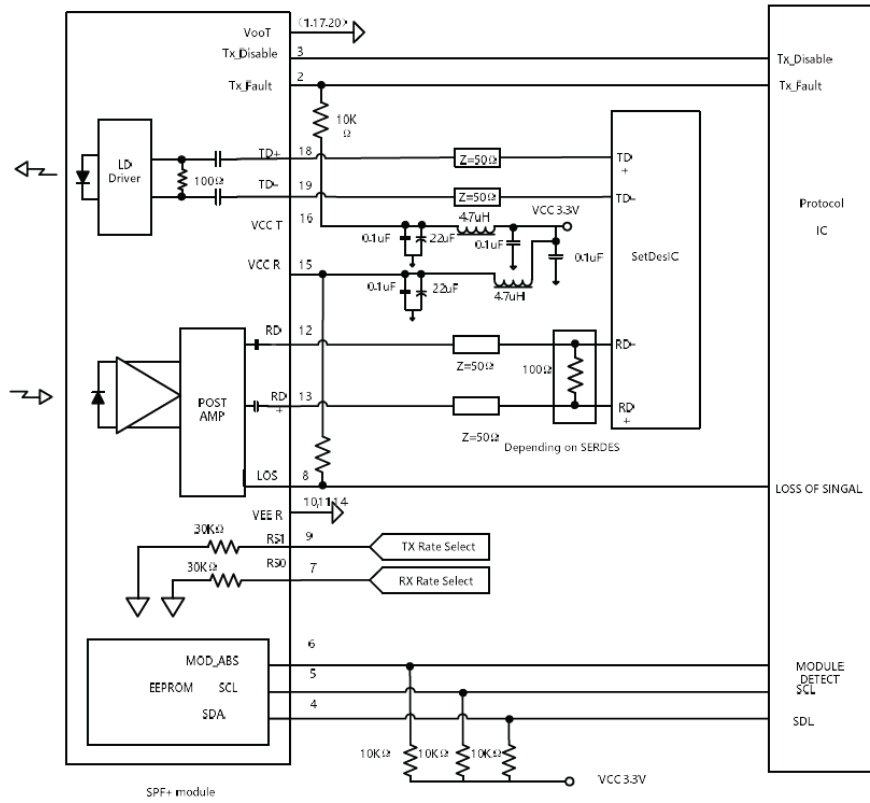 VooT
(1.17.20)
Tx_Disable
3
Tx_Disable
Tx_Fault
2
Tx_Fault
10K
Ω
LD
Driver
100Ω
TD+
18
Z=50Ω
TD
+
TD-
19
Z=50Ω
TD-
VCC T
16
4.7uH
VCC 3.3V
0.1uF
22uF
0.1uF
0.1uF
SetDesIC
Protocol
IC
VCC R
15
0.1uF
22uF
4.7uH
RD
12
Z=50Ω
RD-
100Ω
POST
AMP
RD
+
13
Z=50Ω
RD
+
Depending on SERDES
LOS
8
LOSS OF SINGAL
VEE R
10,11,14
30KΩ
RS1
9
TX Rate Select
30KΩ
RS0
7
RX Rate Select
6
MOD_ABS
MODULE
DETECT
5
EEPROM
SCL
SCL
4
SDA
SDL
10KΩ
10KΩ
10KΩ
VCC 3.3V
SPF+ module